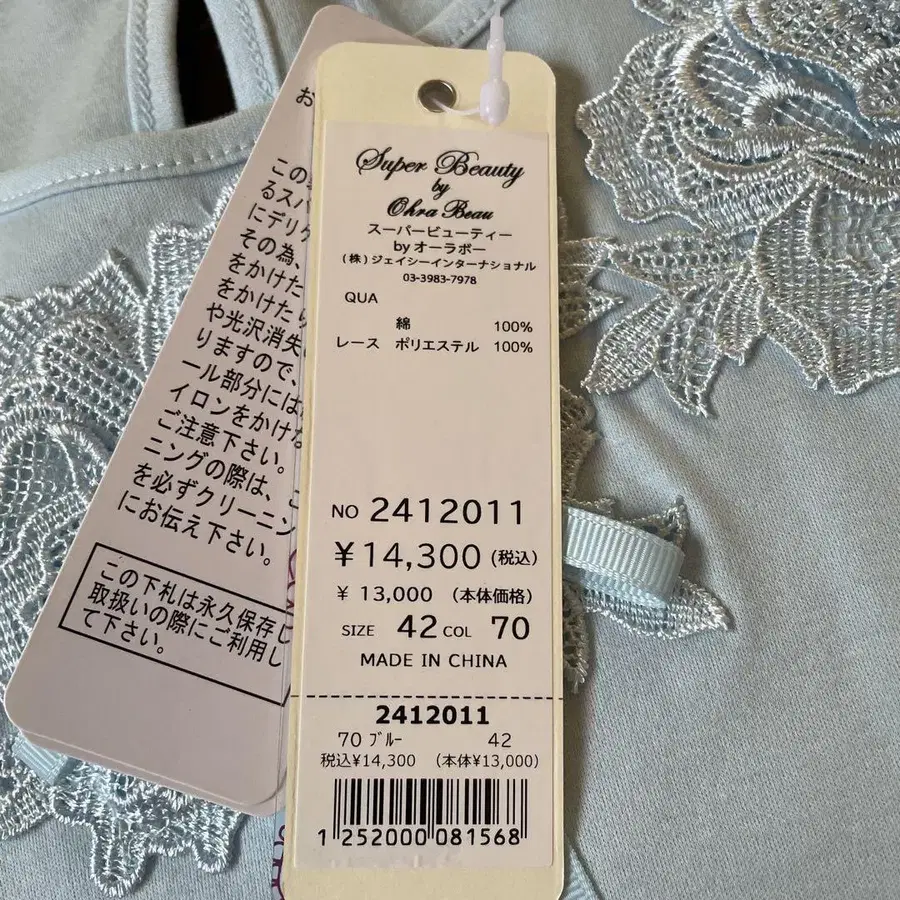 Super Beauty
by
Ohra Beau
スーパービューティー
by オーラボー
(株)ジェイシーインターナショナル
03-3983-7978
QUA
綿 100%
レース ポリエステル 100%
NO 2412011
¥14,300(税込)
¥ 13,000 (本体価格)
SIZE 42 COL 70
MADE IN CHINA
2412011
70 ブルー 42
税込¥14,300 (本体¥13,000)
1 252000 081568
お
この
るスパ
にデリケ
その為、
をかけた
をかけたり
や光沢消失
りますので、
ール部分には
イロンをかけな
ご注意下さい。
ニングの際は、こ
を必ずクリーニン
にお伝え下さい。
この下札は永久保存し
取扱いの際にご利用し
て下さい。